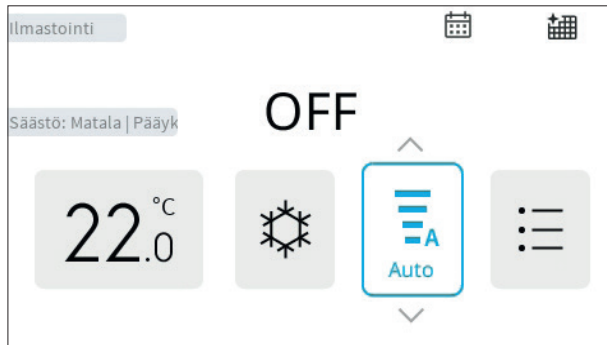 Ilmastointi
OFF
Säästö: Matala | Pääyk
22.0 °C
A
Auto